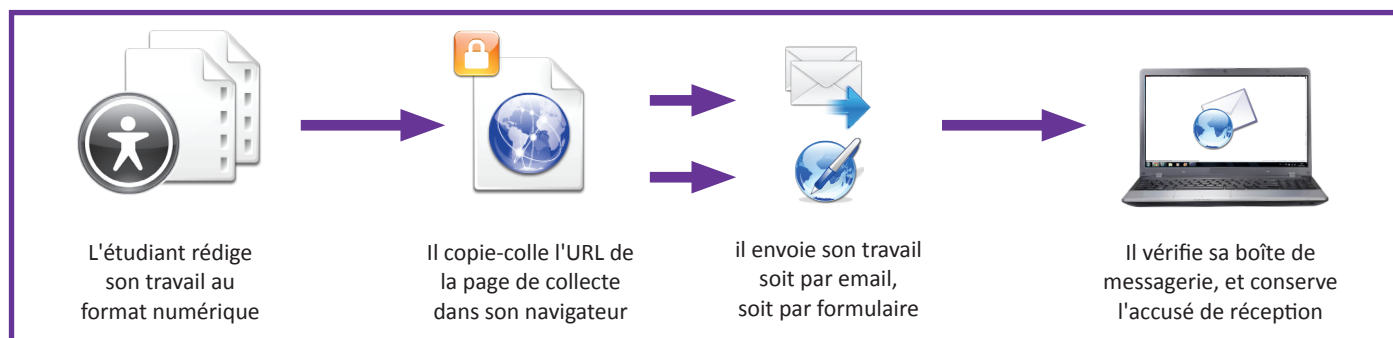 L'étudiant rédige
son travail au
format numérique
Il copie-colle l'URL de
la page de collecte
dans son navigateur
il envoie son travail
soit par email,
soit par formulaire
Il vérifie sa boîte de
messagerie, et conserve
l'accusé de réception